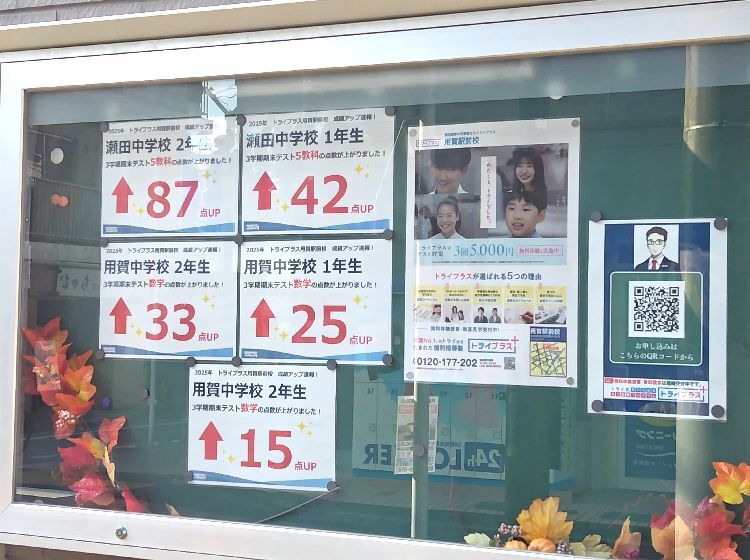 2025年 トライプラス用賀駅前校 成績アップ速報!
瀬田中学校 2年生
3学期期末テスト5教科の点数が上がりました!
87点UP
2025年 トライプラス用賀駅前校 成績アップ速報!
瀬田中学校 1年生
3学期期末テスト5教科の点数が上がりました!
42点UP
2025年 トライプラス用賀駅前校 成績アップ速報!
用賀中学校 2年生
3学期期末テスト数学の点数が上がりました!
33点UP
2025年 トライプラス用賀駅前校 成績アップ速報!
用賀中学校 1年生
3学期期末テスト数学の点数が上がりました!
25点UP
2025年 トライプラス用賀駅前校 成績アップ速報!
用賀中学校 2年生
3学期期末テスト数学の点数が上がりました!
15点UP
用賀駅前校
わたし、トライでした。
3回5,000円
トライプラスが選ばれる5つの理由
トライプラス
用賀駅前校
0120-177-202
お申し込みは
こちらのQRコードから
トライプラス
24h